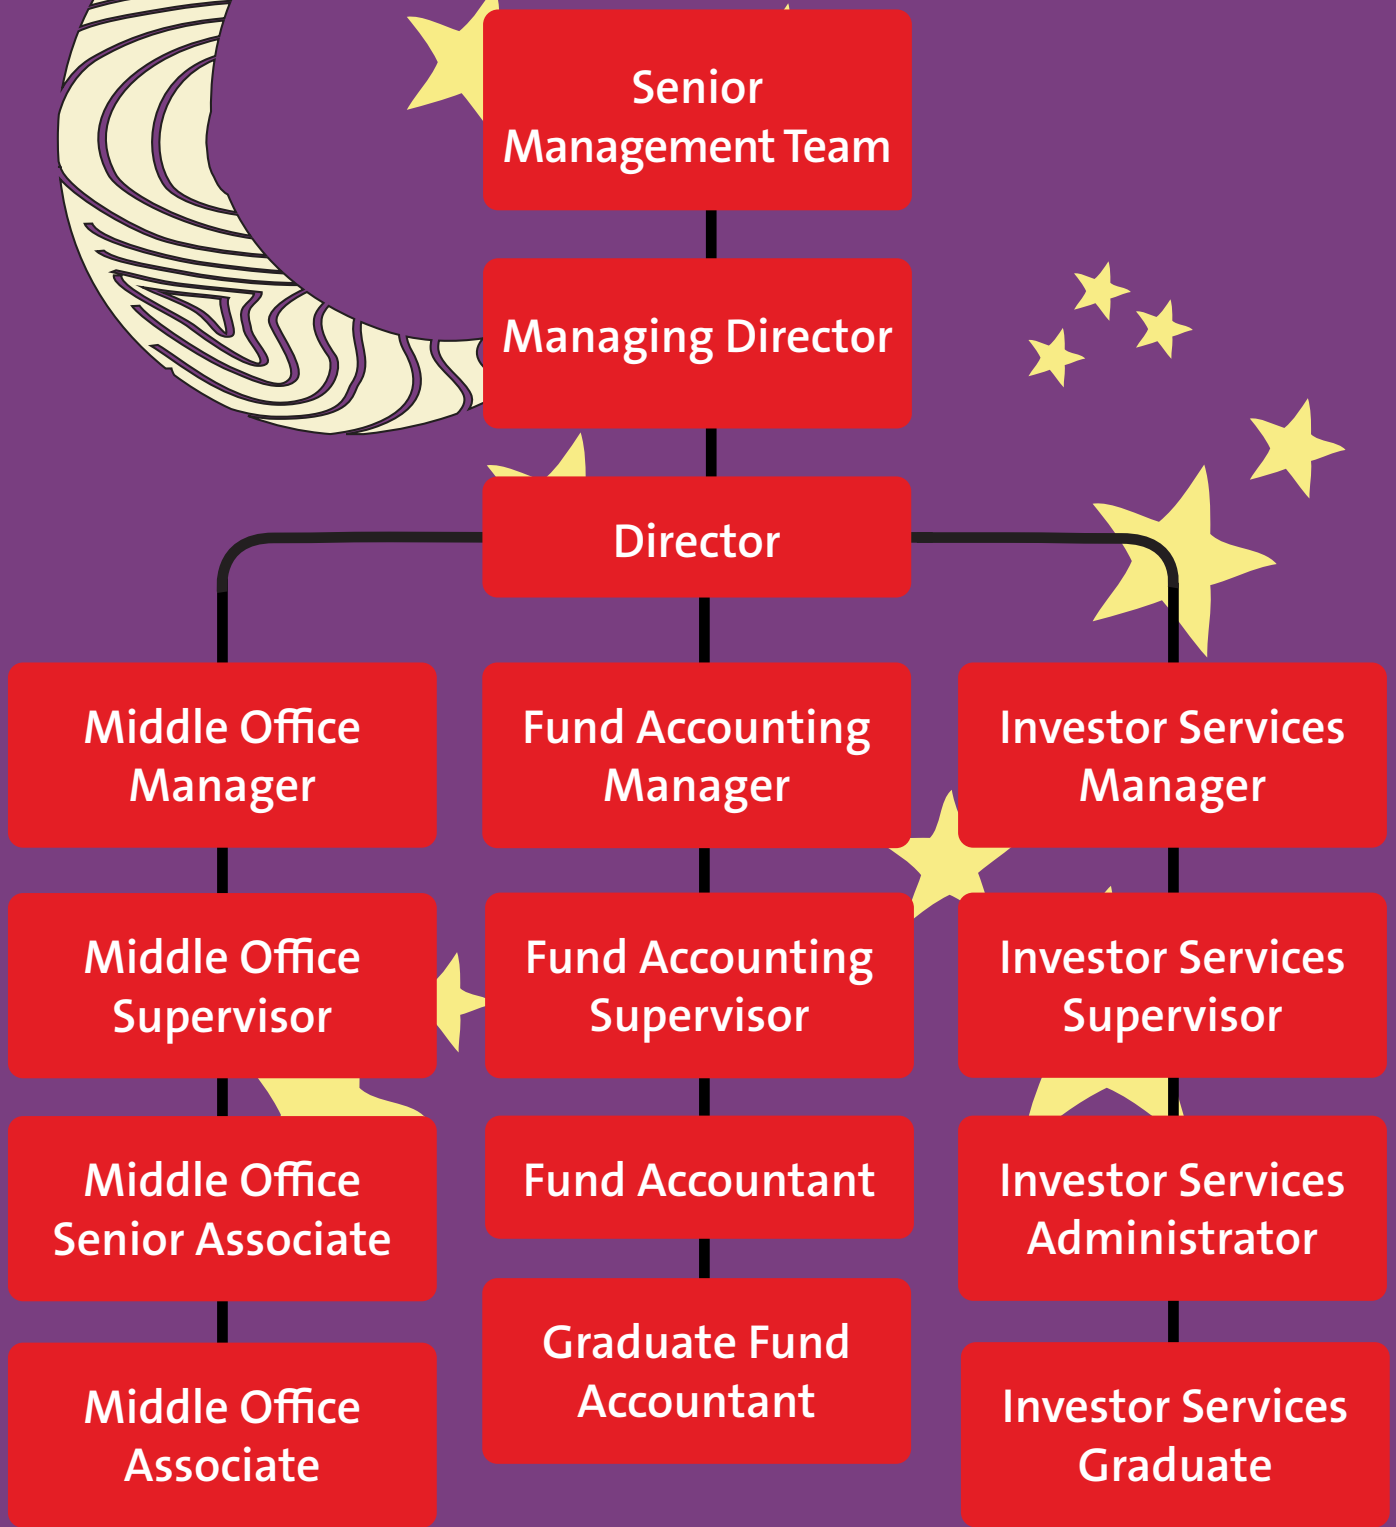 Senior
Management Team
Managing Director
Director
Middle Office
Manager
Fund Accounting
Manager
Investor Services
Manager
Middle Office
Supervisor
Fund Accounting
Supervisor
Investor Services
Supervisor
Middle Office
Senior Associate
Fund Accountant
Investor Services
Administrator
Graduate Fund
Accountant
Middle Office
Associate
Investor Services
Graduate